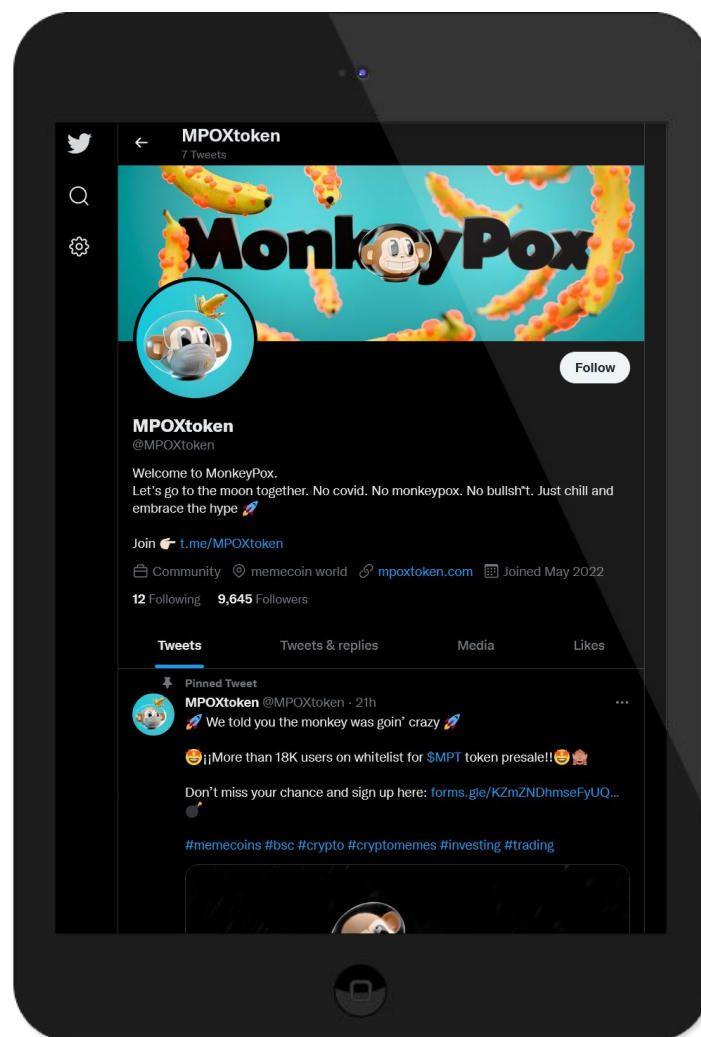 MPOXtoken
7 Tweets
MonkeyPox
Follow
MPOXtoken
@MPOXtoken
Welcome to MonkeyPox.
Let's go to the moon together. No covid. No monkeypox. No bullsh*t. Just chill and
embrace the hype 🚀
Join 👉🏻 t.me/MPOXtoken
Community memecoin world mpoxtoken.com Joined May 2022
12 Following 9,645 Followers
Tweets Tweets & replies Media Likes
Pinned Tweet
MPOXtoken @MPOXtoken · 21h
🚀 We told you the monkey was goin' crazy 🚀
🤩¡¡More than 18K users on whitelist for $MPT token presale!!🤩🙈
Don't miss your chance and sign up here: forms.gle/KZmZNDhmseFyUQ...
💣
#memecoins #bsc #crypto #cryptomemes #investing #trading